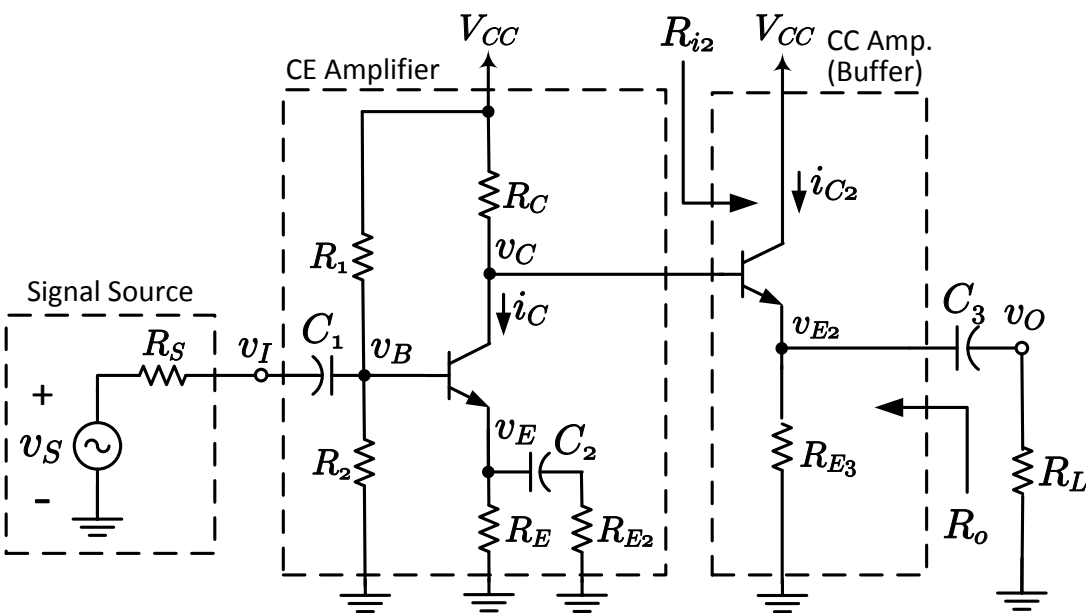 V_CC
R_i2
V_CC
CC Amp.
(Buffer)
CE Amplifier
i_C2
R_C
R_1
v_C
Signal Source
i_C
C_3
v_O
R_S
v_I
C_1
v_B
v_E2
+
v_S
-
v_E
C_2
R_2
R_E3
R_L
R_E
R_E2
R_o